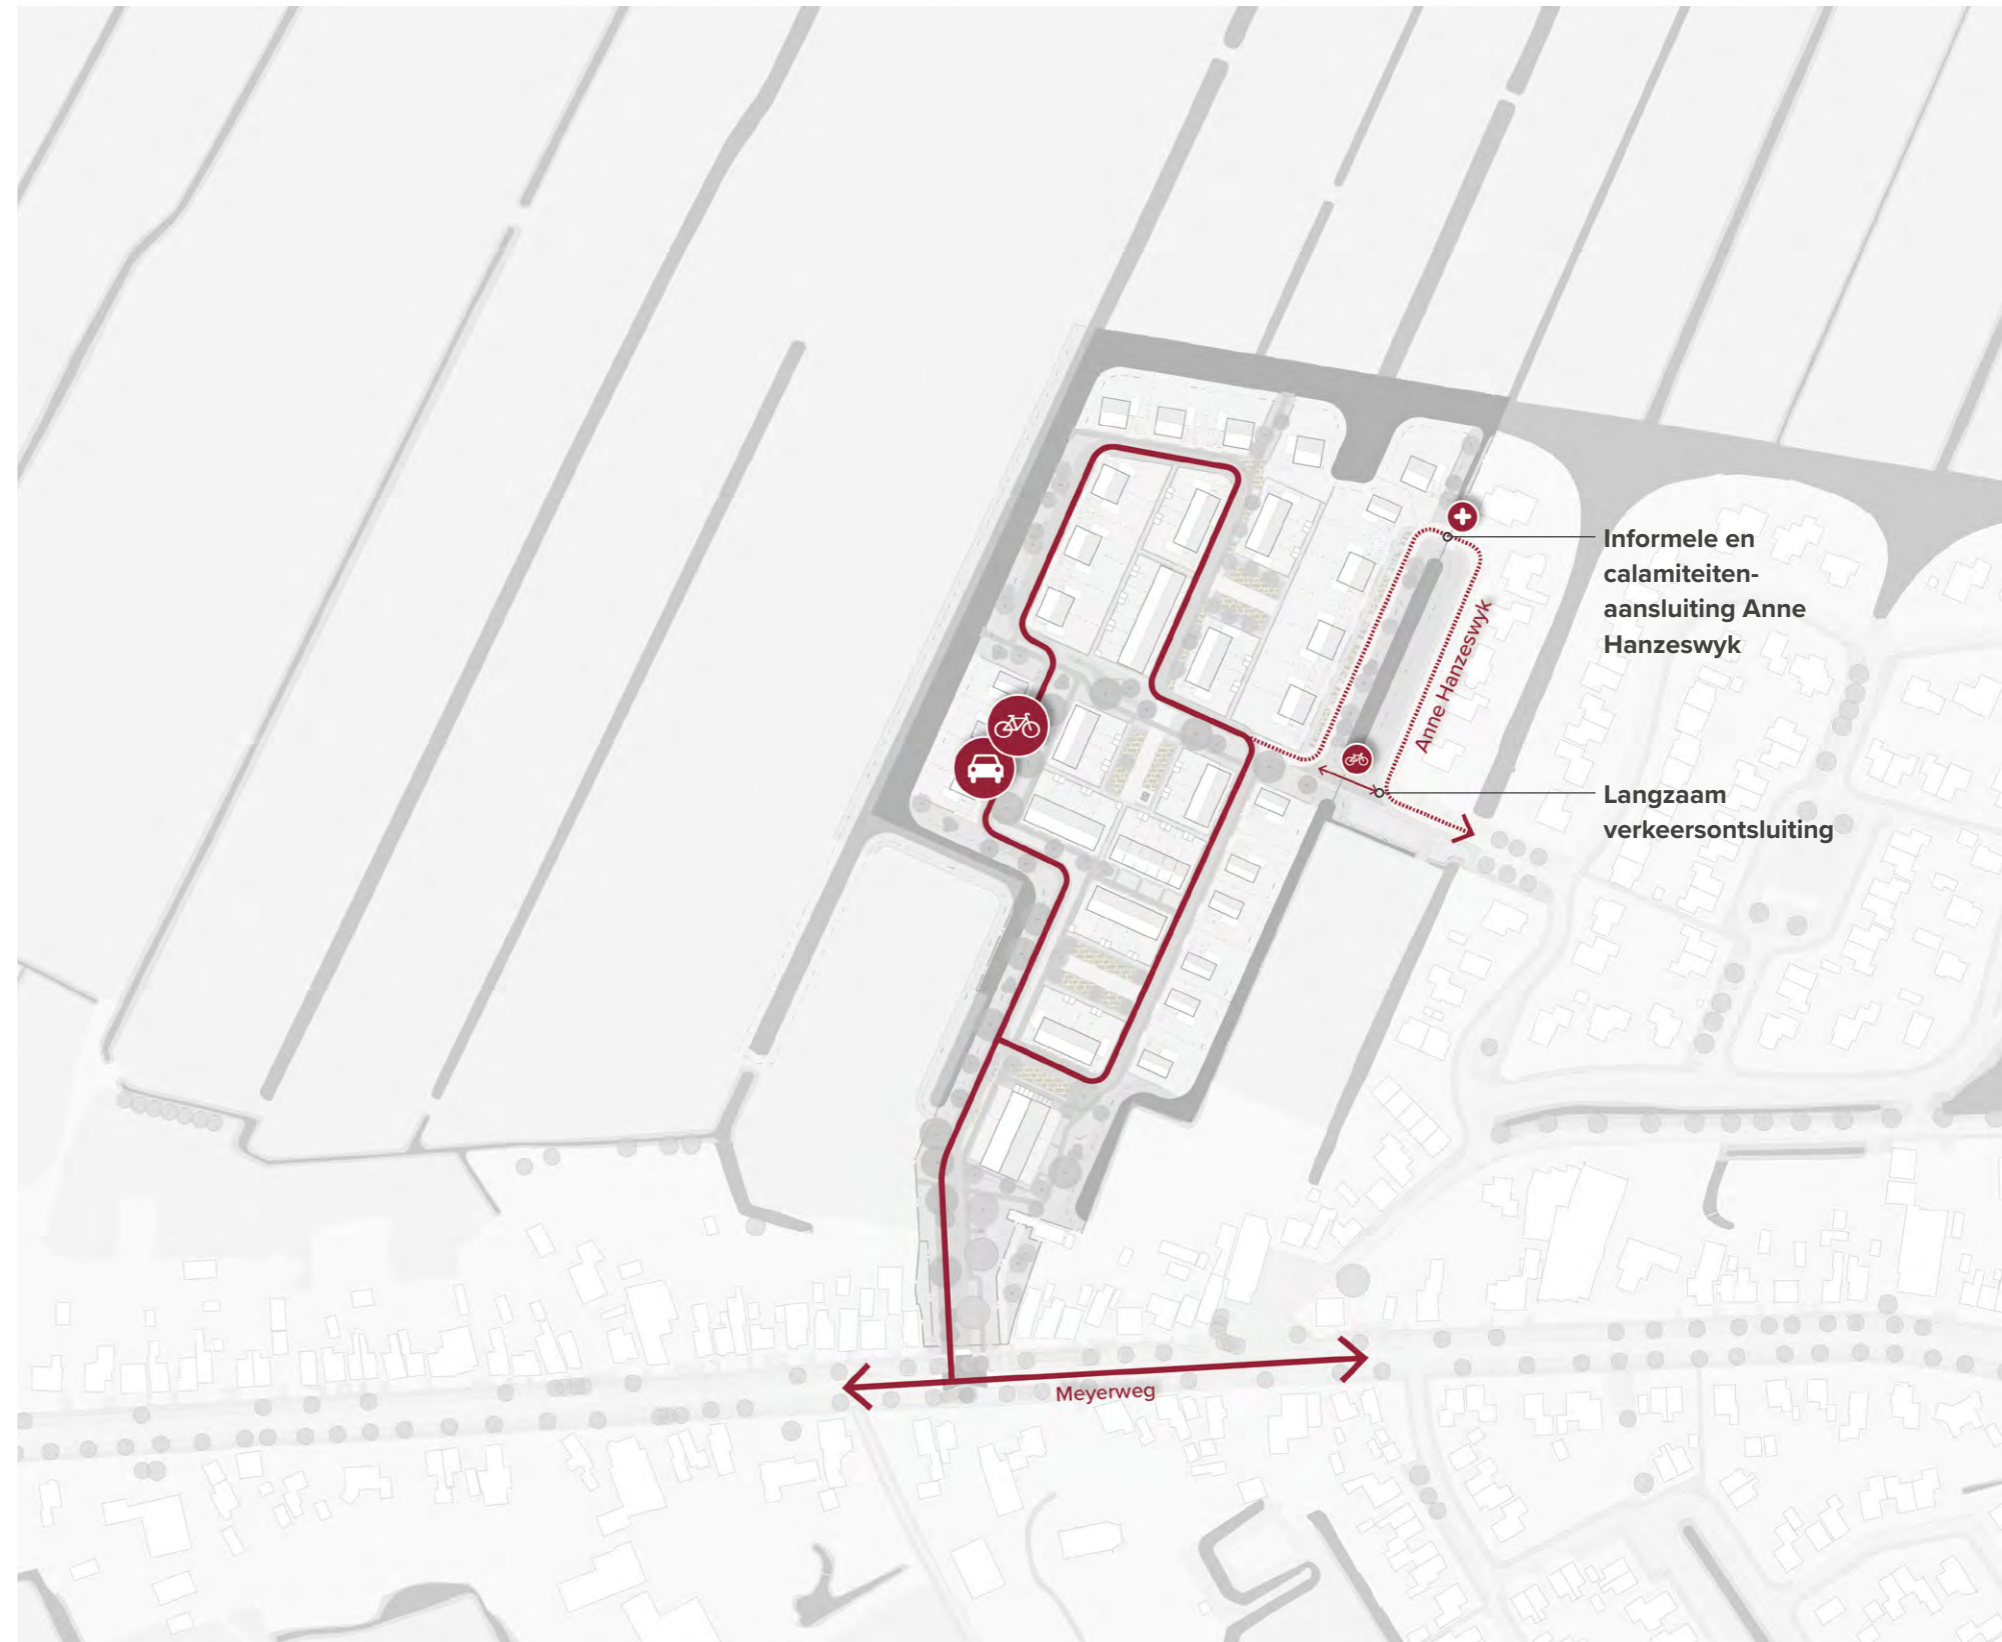 Informele en
calamiteiten-
aansluiting Anne
Hanzeswyk
Anne Hanzeswyk
Langzaam
verkeersontsluiting
Meyerweg